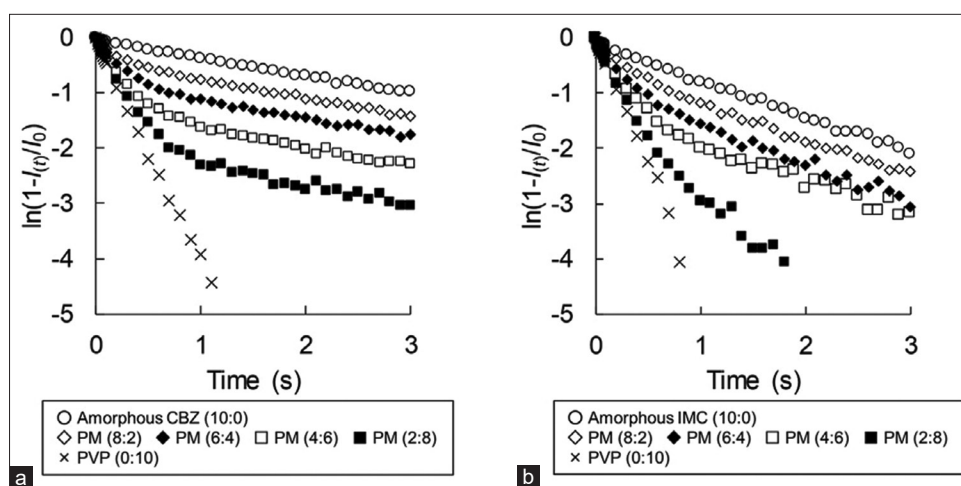 0
-1
-2
-3
-4
-5
ln(1-I(t)/I0)
0 1 2 3
Time (s)
○ Amorphous CBZ (10:0)
◇ PM (8:2) ◆ PM (6:4) □ PM (4:6) ■ PM (2:8)
× PVP (0:10)
a
0
-1
-2
-3
-4
-5
ln(1-I(t)/I0)
0 1 2 3
Time (s)
○ Amorphous IMC (10:0)
◇ PM (8:2) ◆ PM (6:4) □ PM (4:6) ■ PM (2:8)
× PVP (0:10)
b